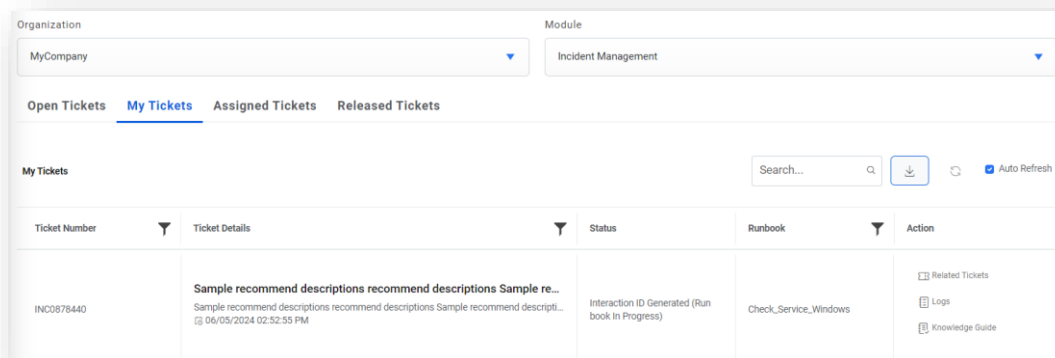 Organization
Module
MyCompany
Incident Management
Open Tickets My Tickets Assigned Tickets Released Tickets
My Tickets
Search...
Auto Refresh
Ticket Number Ticket Details Status Runbook Action
INC0878440
Sample recommend descriptions recommend descriptions Sample re...
Sample recommend descriptions recommend descriptions Sample recommend descripti...
06/05/2024 02:52:55 PM
Interaction ID Generated (Run
book In Progress)
Check_Service_Windows
Related Tickets
Logs
Knowledge Guide